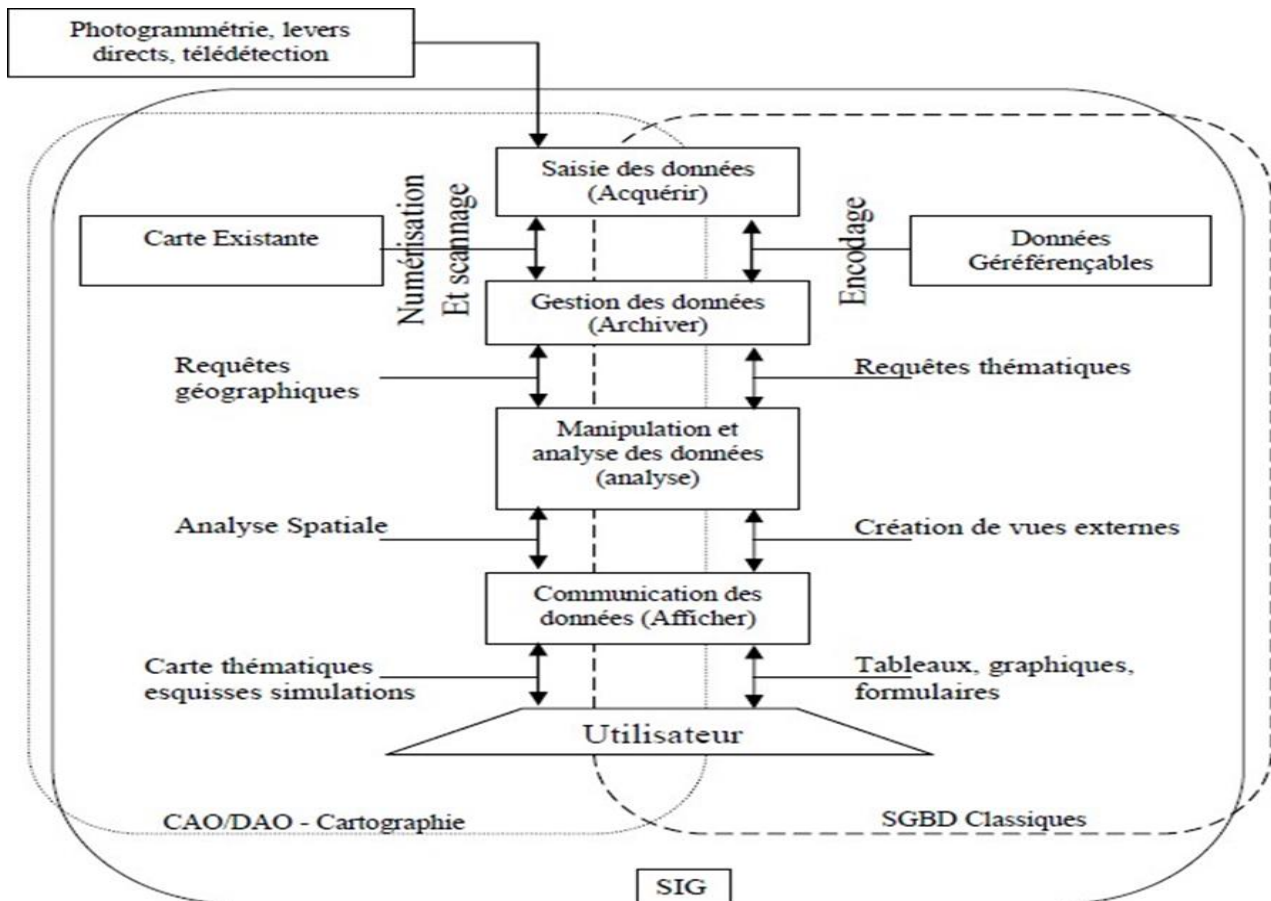 Photogrammétrie, levers
directs, télédétection
Saisie des données
(Acquérir)
Numérisation
Et scannage
Encodage
Carte Existante
Données
Géréférençables
Gestion des données
(Archiver)
Requêtes
géographiques
Requêtes thématiques
Manipulation et
analyse des données
(analyse)
Analyse Spatiale
Création de vues externes
Communication des
données (Afficher)
Carte thématiques
esquisses simulations
Tableaux, graphiques,
formulaires
Utilisateur
CAO/DAO - Cartographie
SGBD Classiques
SIG